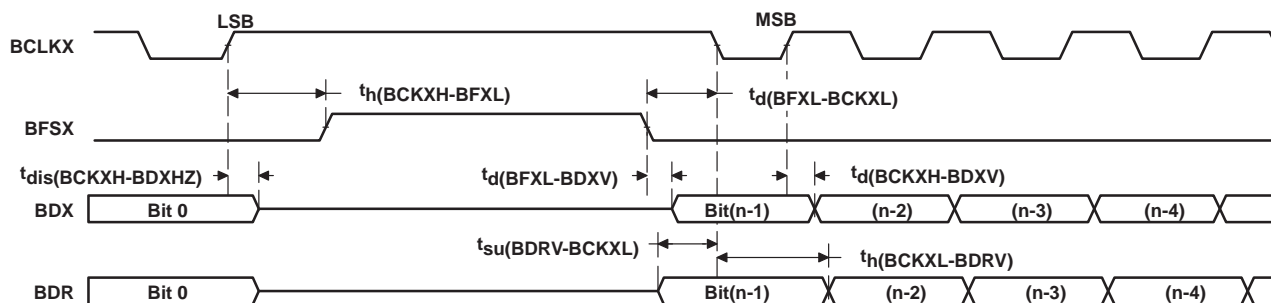 LSB MSB
BCLKX
th(BCKXH-BFXL) td(BFXL-BCKXL)
BFSX
tdis(BCKXH-BDXHZ) td(BFXL-BDXV) td(BCKXH-BDXV)
BDX Bit 0 Bit(n-1) (n-2) (n-3) (n-4)
tsu(BDRV-BCKXL) th(BCKXL-BDRV)
BDR Bit 0 Bit(n-1) (n-2) (n-3) (n-4)